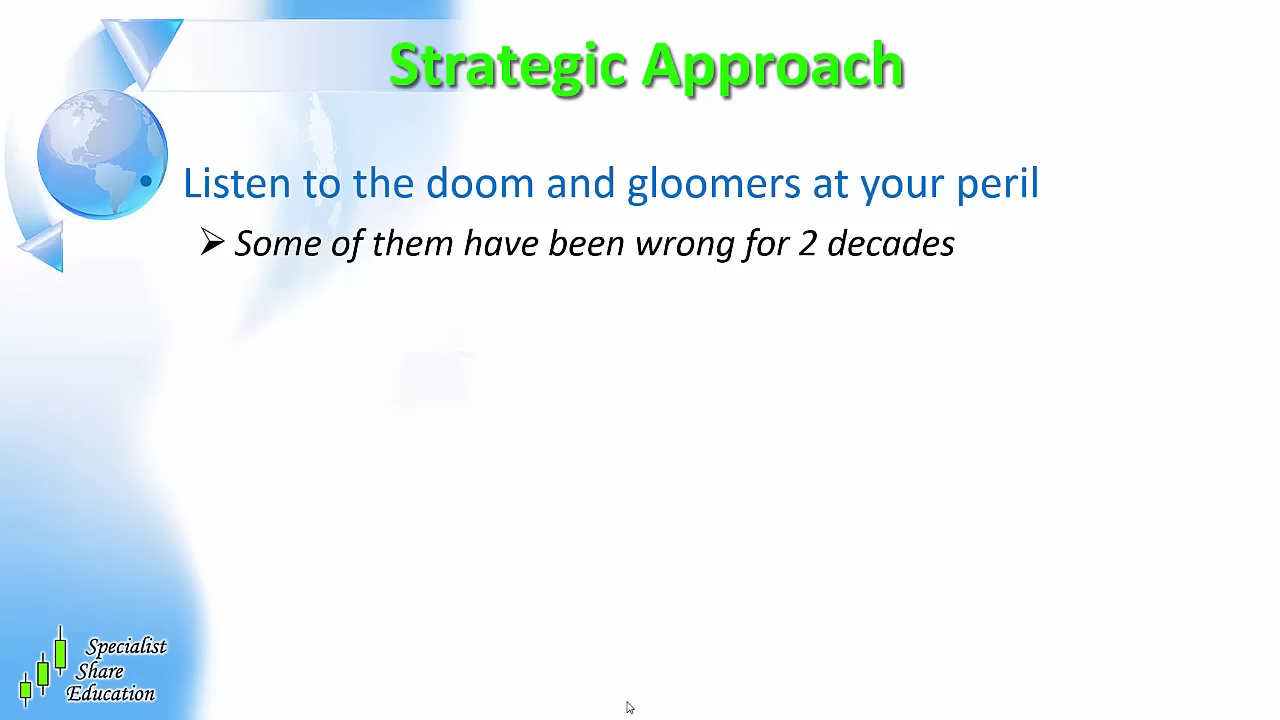 Strategic Approach
• Listen to the doom and gloomers at your peril
➢ Some of them have been wrong for 2 decades
Specialist
Share
Education